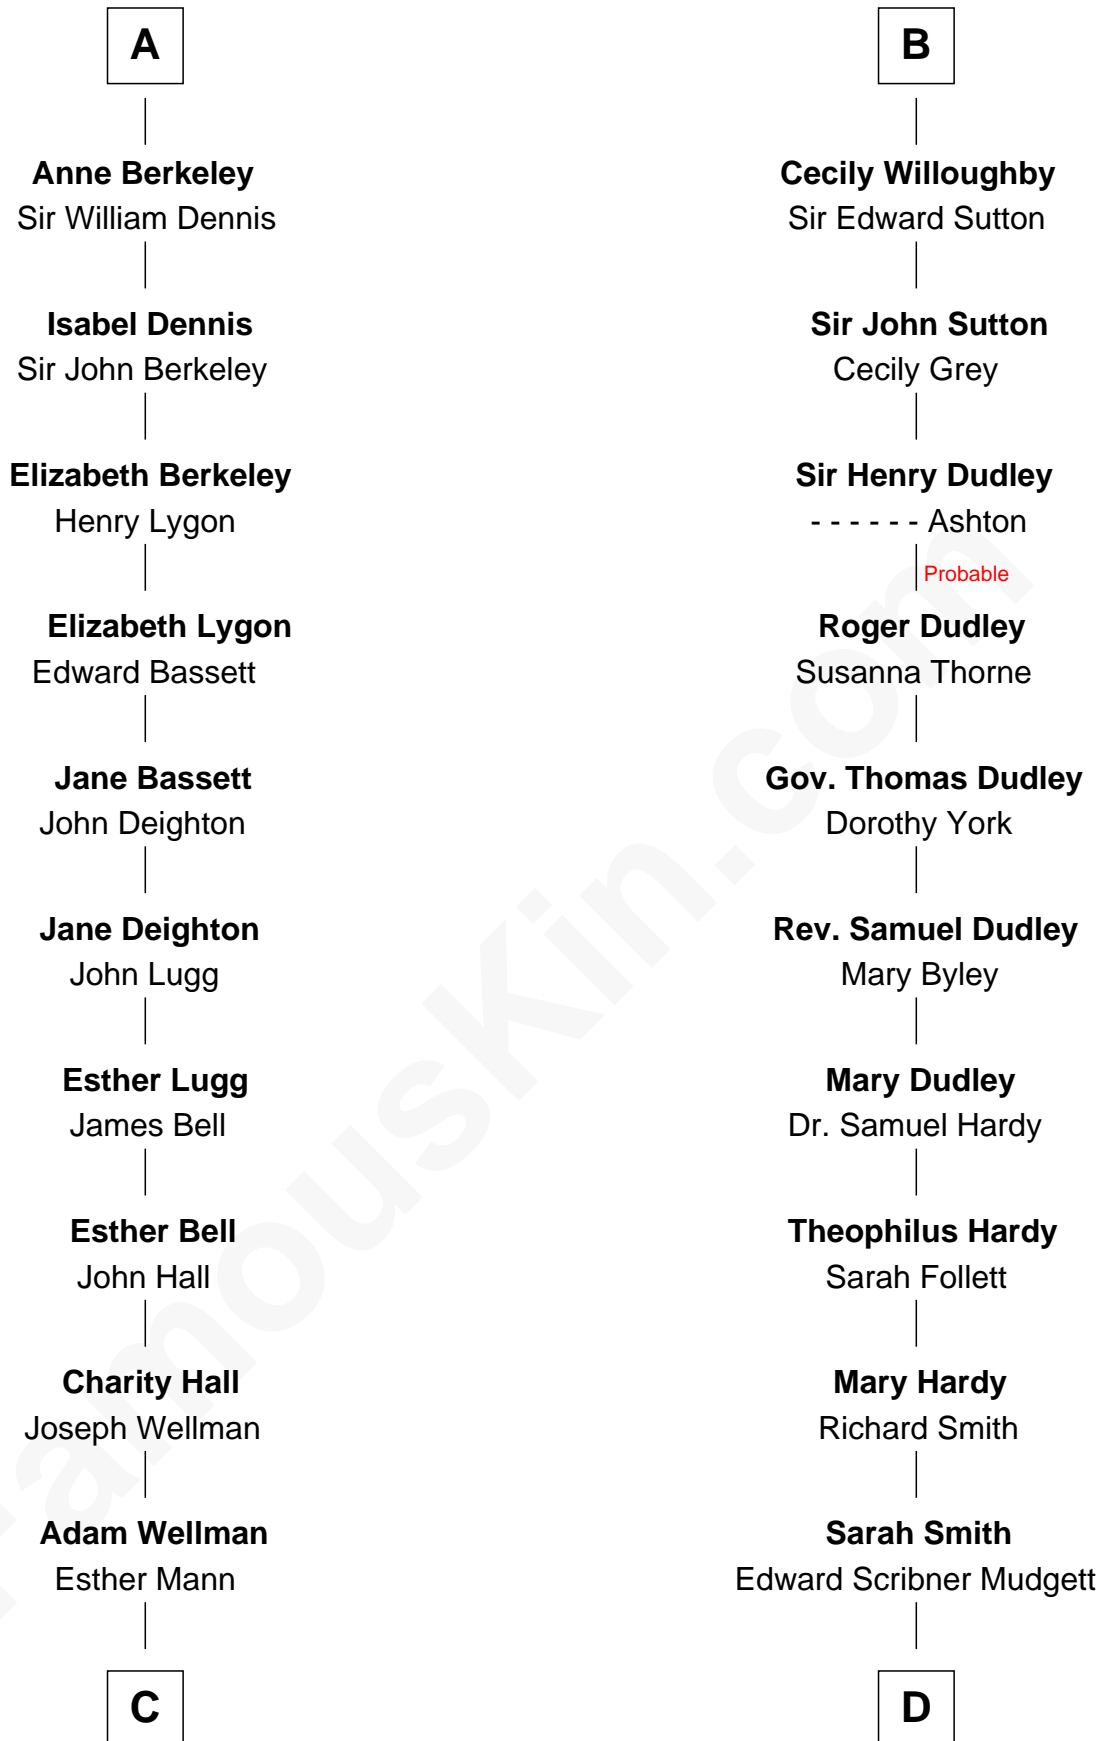 A
Anne Berkeley
Sir William Dennis
Isabel Dennis
Sir John Berkeley
Elizabeth Berkeley
Henry Lygon
Elizabeth Lygon
Edward Bassett
Jane Bassett
John Deighton
Jane Deighton
John Lugg
Esther Lugg
James Bell
Esther Bell
John Hall
Charity Hall
Joseph Wellman
Adam Wellman
Esther Mann
C
B
Cecily Willoughby
Sir Edward Sutton
Sir John Sutton
Cecily Grey
Sir Henry Dudley
- - - - - - Ashton
Probable
Roger Dudley
Susanna Thorne
Gov. Thomas Dudley
Dorothy York
Rev. Samuel Dudley
Mary Byley
Mary Dudley
Dr. Samuel Hardy
Theophilus Hardy
Sarah Follett
Mary Hardy
Richard Smith
Sarah Smith
Edward Scribner Mudgett
D
FamousKin.com